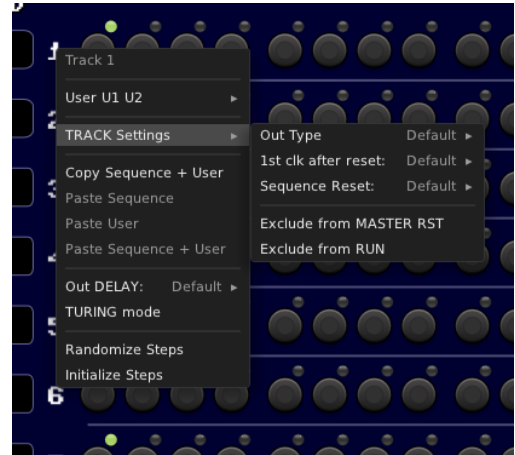 1
Track 1
User U1 U2
TRACK Settings
Copy Sequence + User
Paste Sequence
Paste User
Paste Sequence + User
Out DELAY: Default
TURING mode
Randomize Steps
Initialize Steps
Out Type Default
1st clk after reset: Default
Sequence Reset: Default
Exclude from MASTER RST
Exclude from RUN
2
3
4
5
6